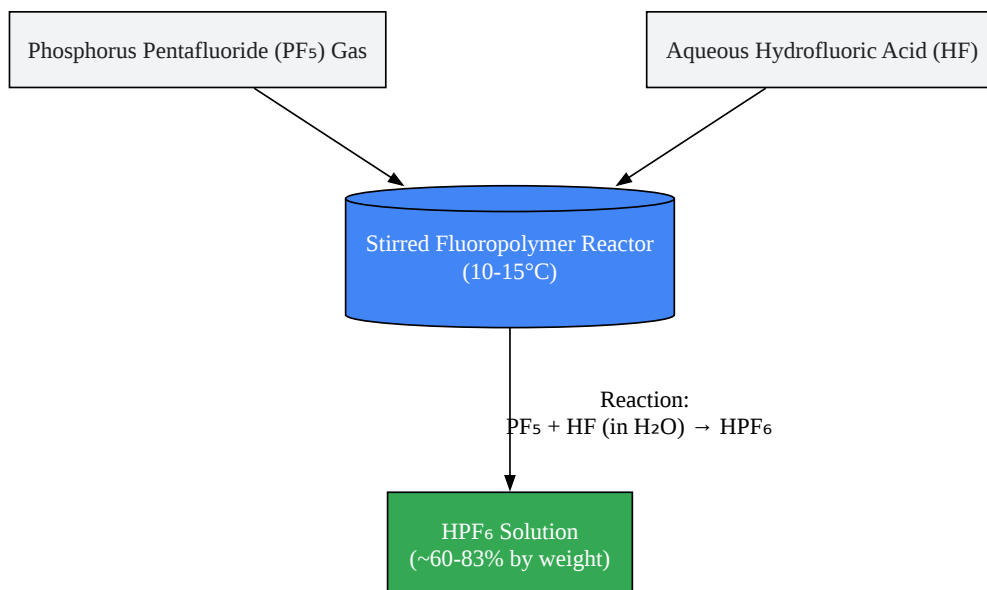 Phosphorus Pentafluoride (PF₅) Gas
Aqueous Hydrofluoric Acid (HF)
Stirred Fluoropolymer Reactor
(10-15°C)
Reaction:
PF₅ + HF (in H₂O) → HPF₆
HPF₆ Solution
(~60-83% by weight)